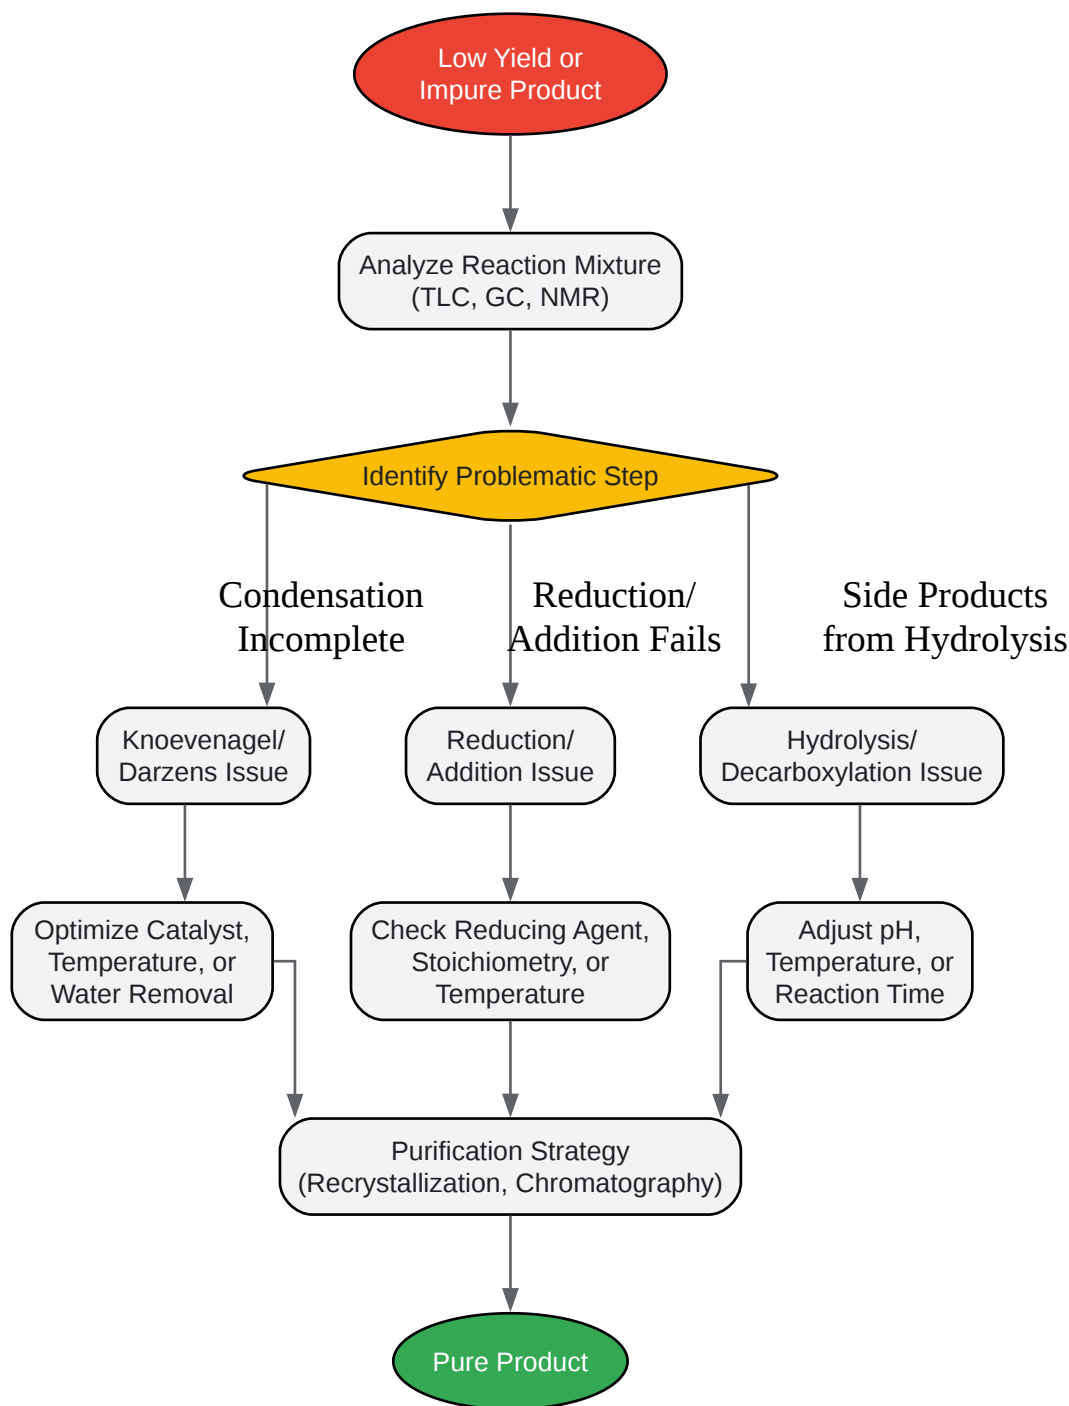 Low Yield or
Impure Product
Analyze Reaction Mixture
(TLC, GC, NMR)
Identify Problematic Step
Condensation
Incomplete
Reduction/
Addition Fails
Side Products
from Hydrolysis
Knoevenagel/
Darzens Issue
Reduction/
Addition Issue
Hydrolysis/
Decarboxylation Issue
Optimize Catalyst,
Temperature, or
Water Removal
Check Reducing Agent,
Stoichiometry, or
Temperature
Adjust pH,
Temperature, or
Reaction Time
Purification Strategy
(Recrystallization, Chromatography)
Pure Product